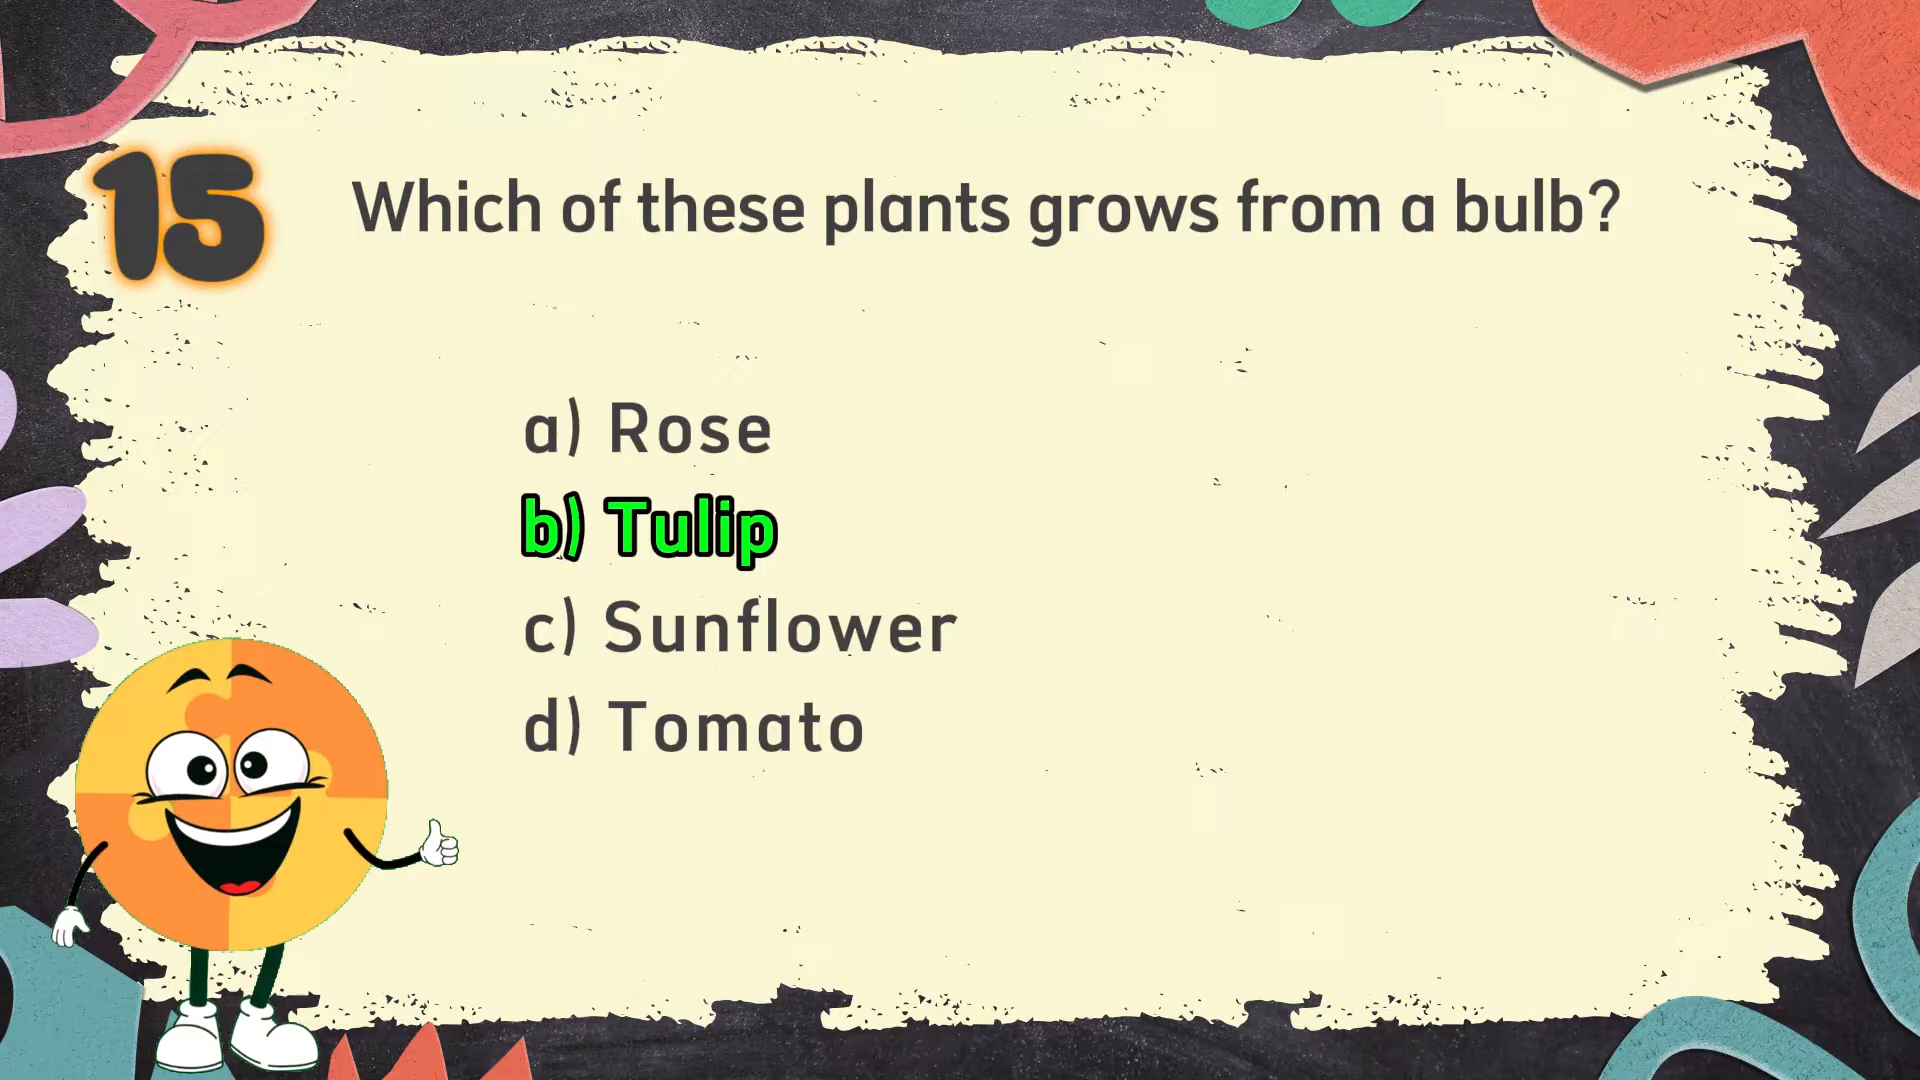 15
Which of these plants grows from a bulb?
a) Rose
b) Tulip
c) Sunflower
d) Tomato